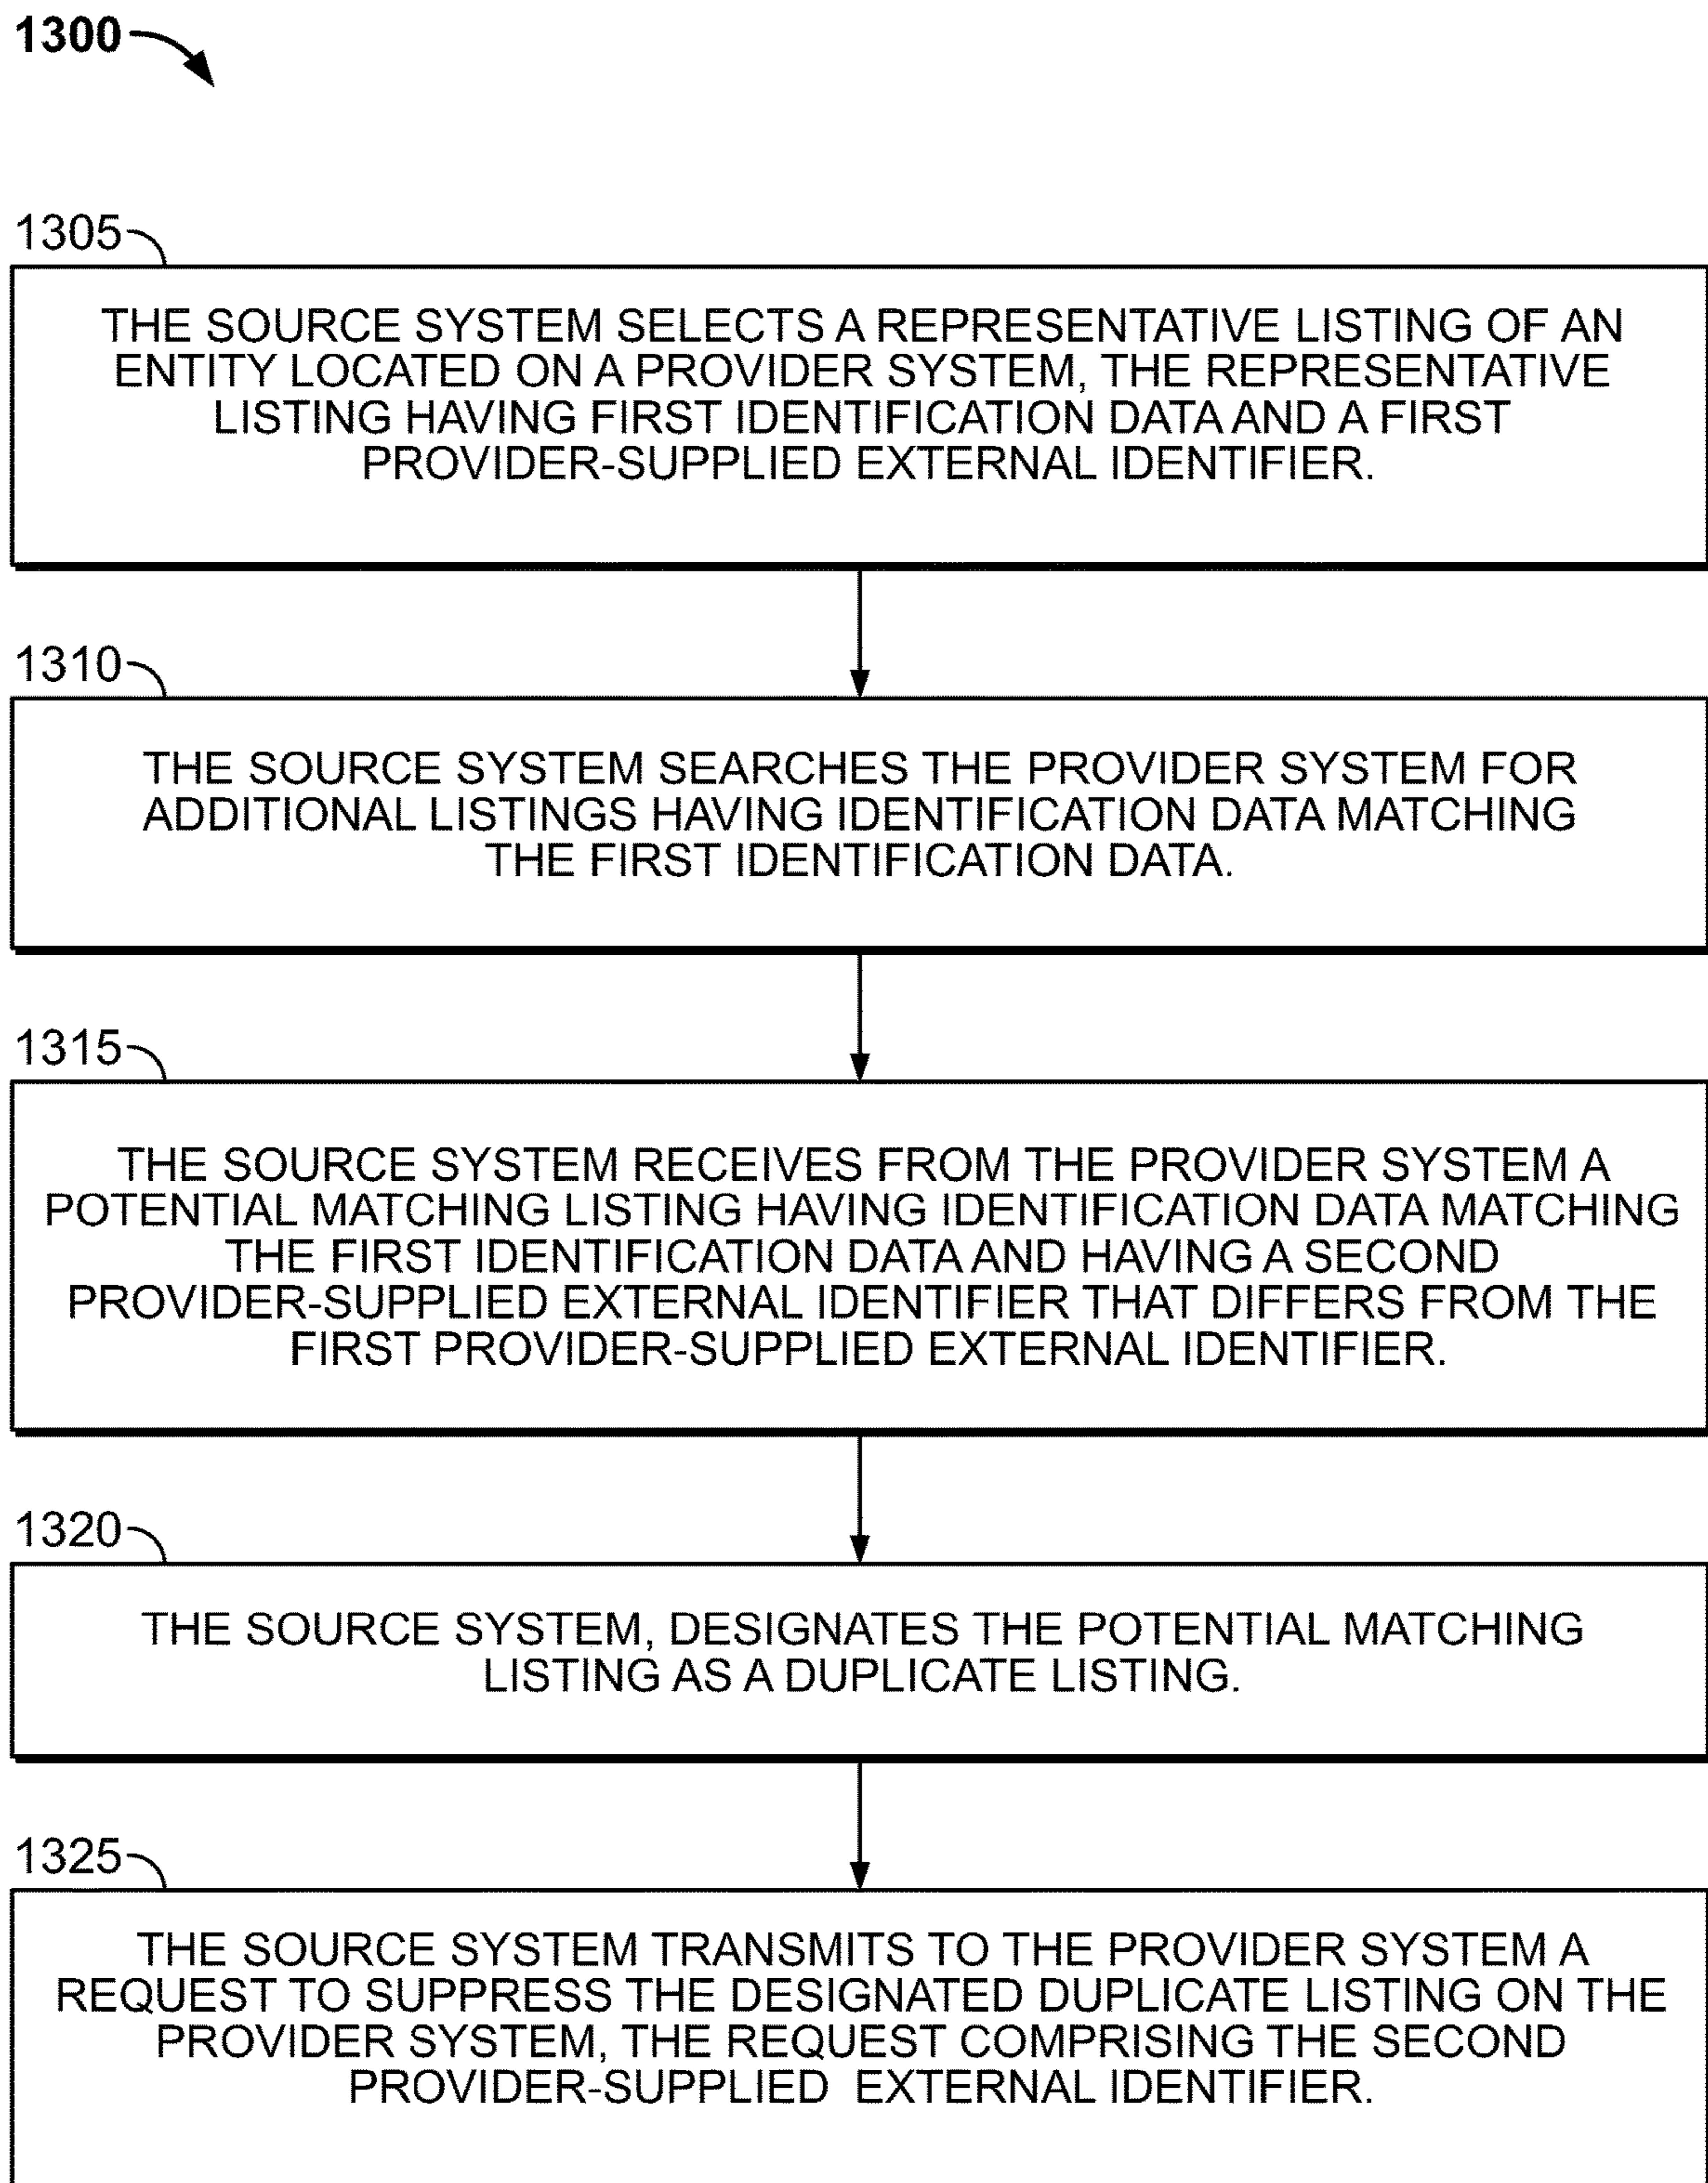 1300
1305
THE SOURCE SYSTEM SELECTS A REPRESENTATIVE LISTING OF AN
ENTITY LOCATED ON A PROVIDER SYSTEM, THE REPRESENTATIVE
LISTING HAVING FIRST IDENTIFICATION DATA AND A FIRST
PROVIDER-SUPPLIED EXTERNAL IDENTIFIER.
1310
THE SOURCE SYSTEM SEARCHES THE PROVIDER SYSTEM FOR
ADDITIONAL LISTINGS HAVING IDENTIFICATION DATA MATCHING
THE FIRST IDENTIFICATION DATA.
1315
THE SOURCE SYSTEM RECEIVES FROM THE PROVIDER SYSTEM A
POTENTIAL MATCHING LISTING HAVING IDENTIFICATION DATA MATCHING
THE FIRST IDENTIFICATION DATA AND HAVING A SECOND
PROVIDER-SUPPLIED EXTERNAL IDENTIFIER THAT DIFFERS FROM THE
FIRST PROVIDER-SUPPLIED EXTERNAL IDENTIFIER.
1320
THE SOURCE SYSTEM, DESIGNATES THE POTENTIAL MATCHING
LISTING AS A DUPLICATE LISTING.
1325
THE SOURCE SYSTEM TRANSMITS TO THE PROVIDER SYSTEM A
REQUEST TO SUPPRESS THE DESIGNATED DUPLICATE LISTING ON THE
PROVIDER SYSTEM, THE REQUEST COMPRISING THE SECOND
PROVIDER-SUPPLIED EXTERNAL IDENTIFIER.